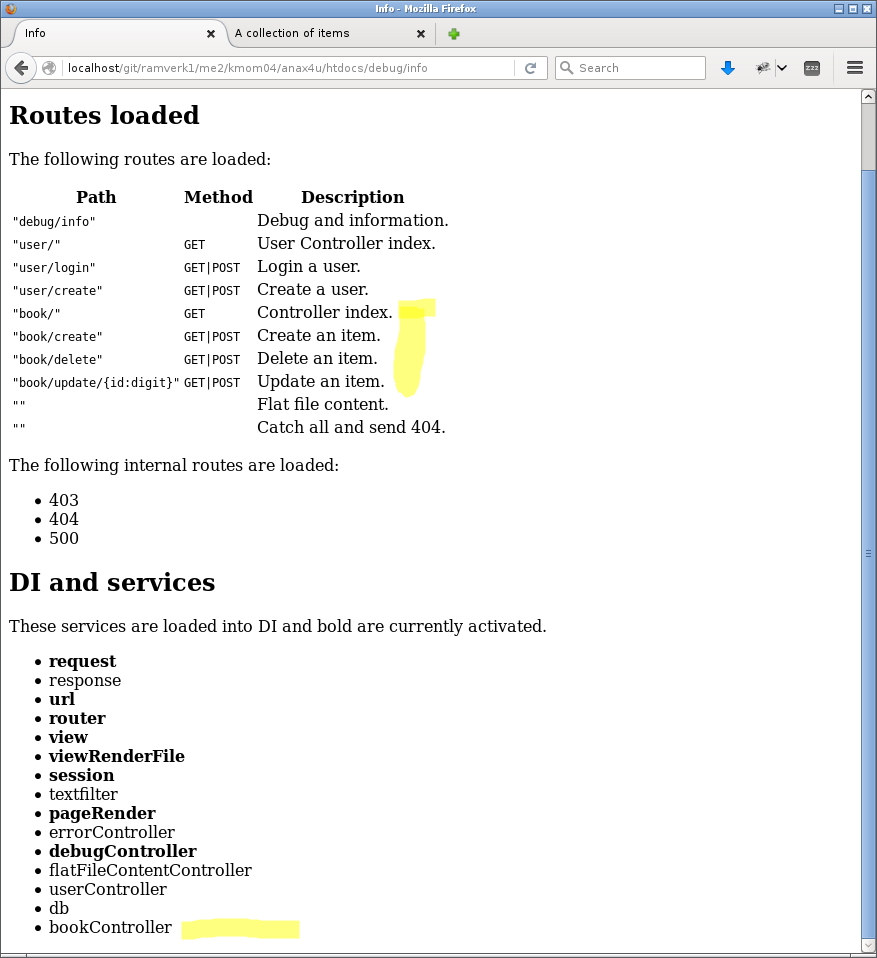 Info - Mozilla Firefox
Info A collection of items
localhost/git/ramverk1/me2/kmom04/anax4u/htdocs/debug/info Search zzz
Routes loaded
The following routes are loaded:
Path Method Description
"debug/info" Debug and information.
"user/" GET User Controller index.
"user/login" GET|POST Login a user.
"user/create" GET|POST Create a user.
"book/" GET Controller index.
"book/create" GET|POST Create an item.
"book/delete" GET|POST Delete an item.
"book/update/{id:digit}" GET|POST Update an item.
"" Flat file content.
"" Catch all and send 404.
The following internal routes are loaded:
• 403
• 404
• 500
DI and services
These services are loaded into DI and bold are currently activated.
• request
• response
• url
• router
• view
• viewRenderFile
• session
• textfilter
• pageRender
• errorController
• debugController
• flatFileContentController
• userController
• db
• bookController